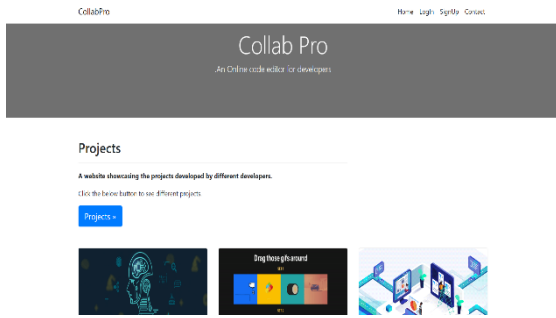 CollabPro
Home Login SignUp Contact
Collab Pro
.An Online code editor for developers
Projects
A website showcasing the projects developed by different developers.
Click the below button to see different projects.
Projects »
Drag those gifs around